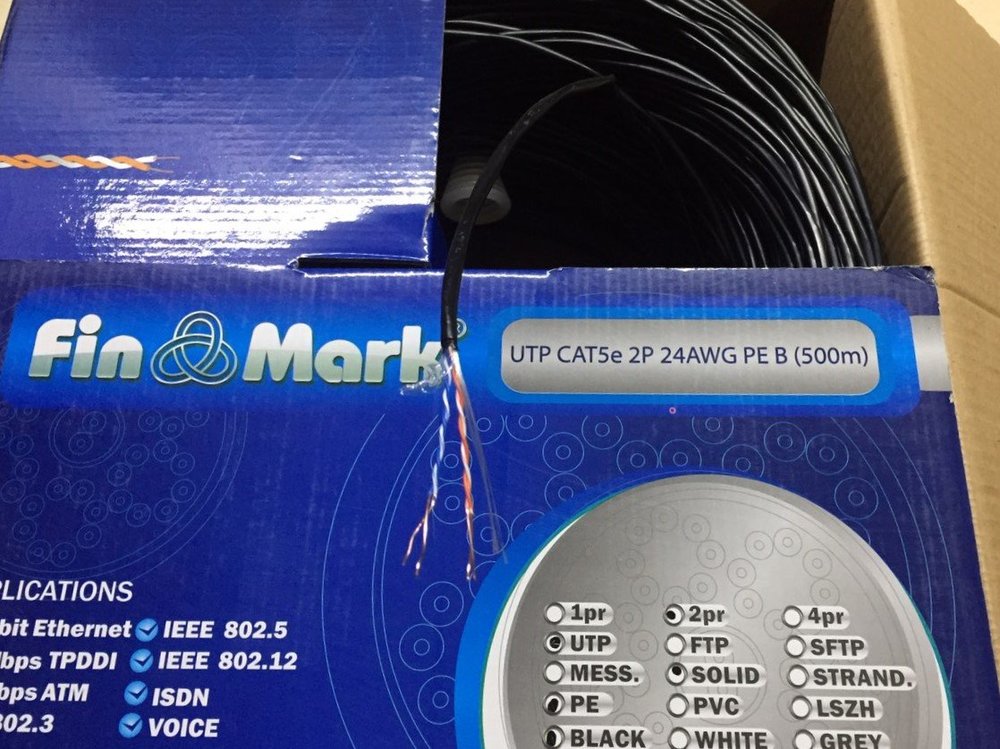 Fin Mark®
UTP CAT5e 2P 24AWG PE B (500m)
PLICATIONS
bit Ethernet IEEE 802.5
bps TPDDI IEEE 802.12
bps ATM ISDN
802.3 VOICE
1pr 2pr 4pr
UTP FTP SFTP
MESS. SOLID STRAND.
PE PVC LSZH
BLACK WHITE GREY